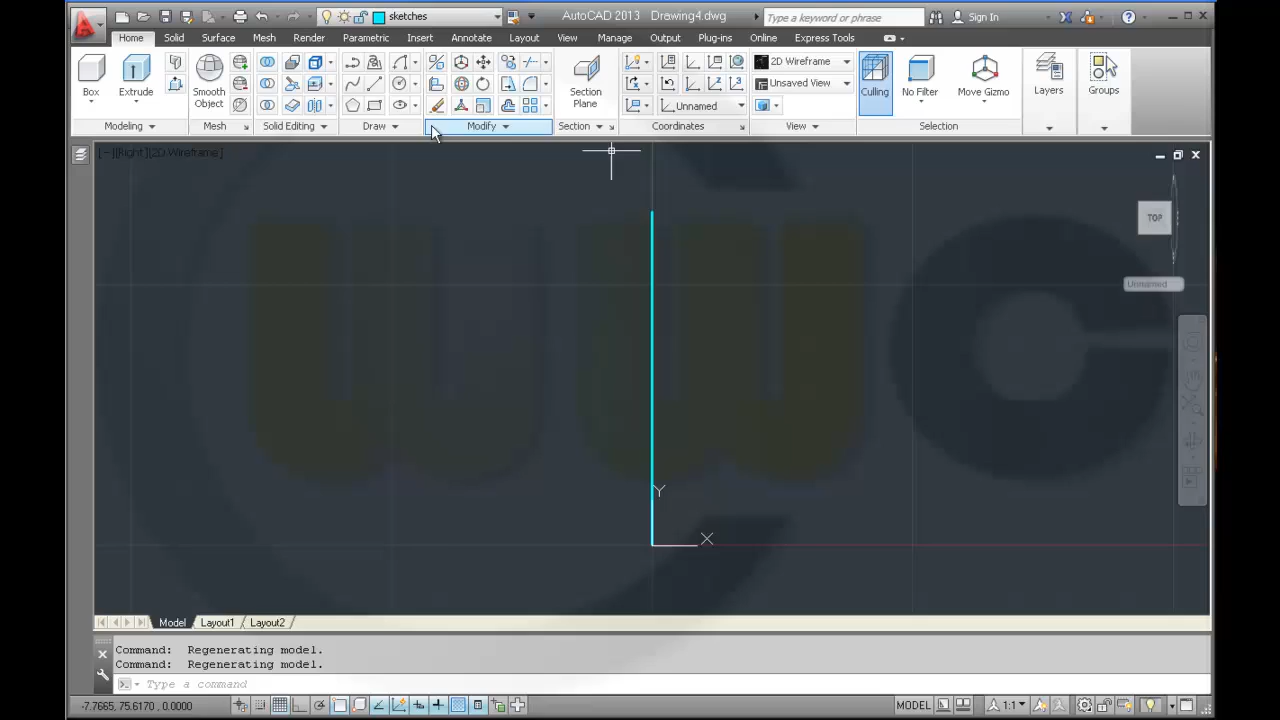 sketches
AutoCAD 2013 Drawing4.dwg
Type a keyword or phrase
Sign In
Home Solid Surface Mesh Render Parametric Insert Annotate Layout View Manage Output Plug-ins Online Express Tools
Box
Extrude
Smooth Object
Section Plane
2D Wireframe
Unsaved View
Unnamed
Culling
No Filter
Move Gizmo
Layers
Groups
Modeling Mesh Solid Editing Draw Modify Section Coordinates View Selection
[−][Right][2D Wireframe]
TOP
Unnamed
Y
X
Model Layout1 Layout2
Command: Regenerating model.
Command: Regenerating model.
Type a command
-7.7665, 75.6170, 0.0000
MODEL
1:1